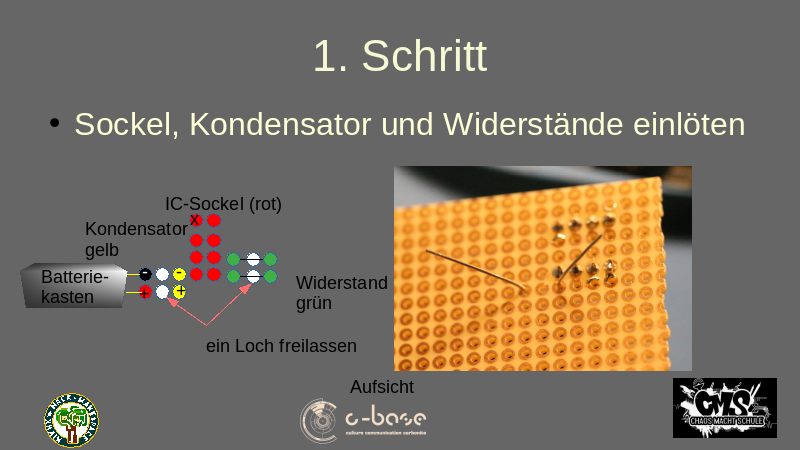 1. Schritt
• Sockel, Kondensator und Widerstände einlöten
IC-Sockel (rot)
x
Kondensator
gelb
Batterie-
kasten
-
-
+
+
Widerstand
grün
ein Loch freilassen
Aufsicht
c-base
culture communication carbonite
CMS
CHAOS MACHT SCHULE